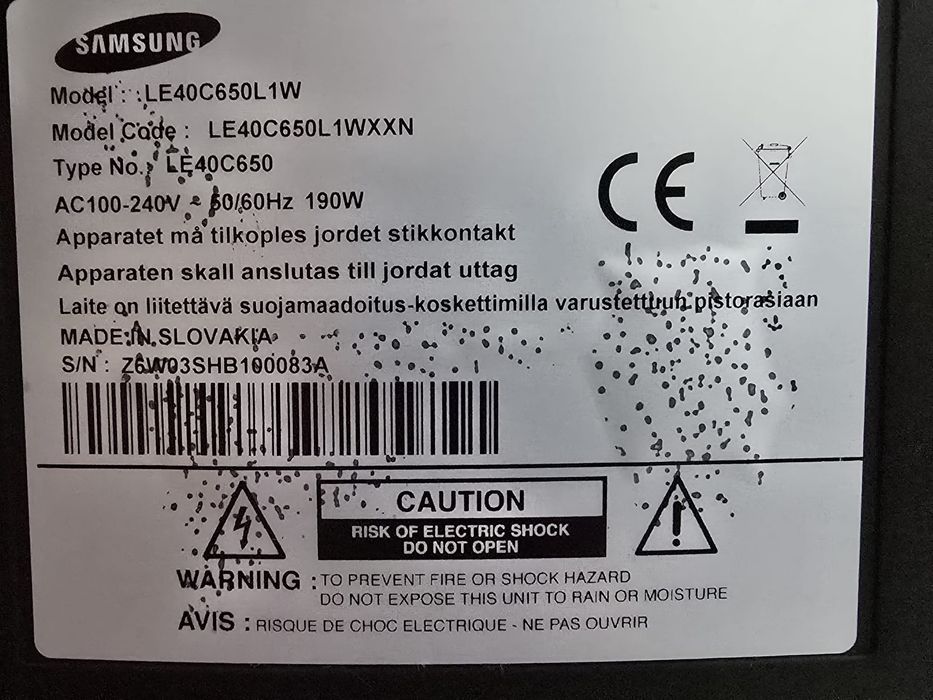 SAMSUNG
Model : LE40C650L1W
Model Code : LE40C650L1WXXN
Type No. : LE40C650
AC100-240V ~ 50/60Hz 190W
Apparatet må tilkoples jordet stikkontakt
Apparaten skall anslutas till jordat uttag
Laite on liitettävä suojamaadoitus-koskettimilla varustettuun pistorasiaan
MADE IN SLOVAKIA
S/N : Z6W03SHB100083A
CE
CAUTION
RISK OF ELECTRIC SHOCK
DO NOT OPEN
WARNING : TO PREVENT FIRE OR SHOCK HAZARD
DO NOT EXPOSE THIS UNIT TO RAIN OR MOISTURE
AVIS : RISQUE DE CHOC ELECTRIQUE - NE PAS OUVRIR